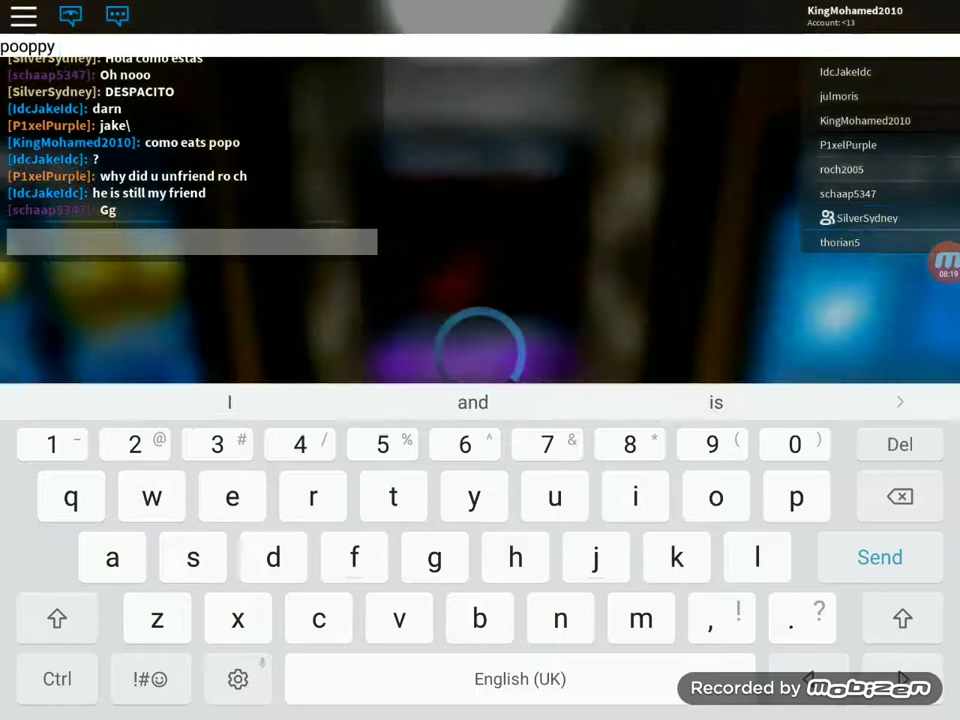 KingMohamed2010
Account: <13
pooppy
[SilverSydney]: Hola como estas
[schaap5347]: Oh nooo
[SilverSydney]: DESPACITO
[IdcJakeIdc]: darn
[P1xelPurple]: jake\
[KingMohamed2010]: como eats popo
[IdcJakeIdc]: ?
[P1xelPurple]: why did u unfriend ro ch
[IdcJakeIdc]: he is still my friend
[schaap5347]: Gg
IdcJakeIdc
julmoris
KingMohamed2010
P1xelPurple
roch2005
schaap5347
SilverSydney
thorian5
08:19
I and is >
1 - 2 @ 3 # 4 / 5 % 6 ^ 7 & 8 * 9 ( 0 ) Del
q w e r t y u i o p
a s d f g h j k l Send
z x c v b n m , ! . ?
Ctrl !#☺ English (UK)
Recorded by mobizen